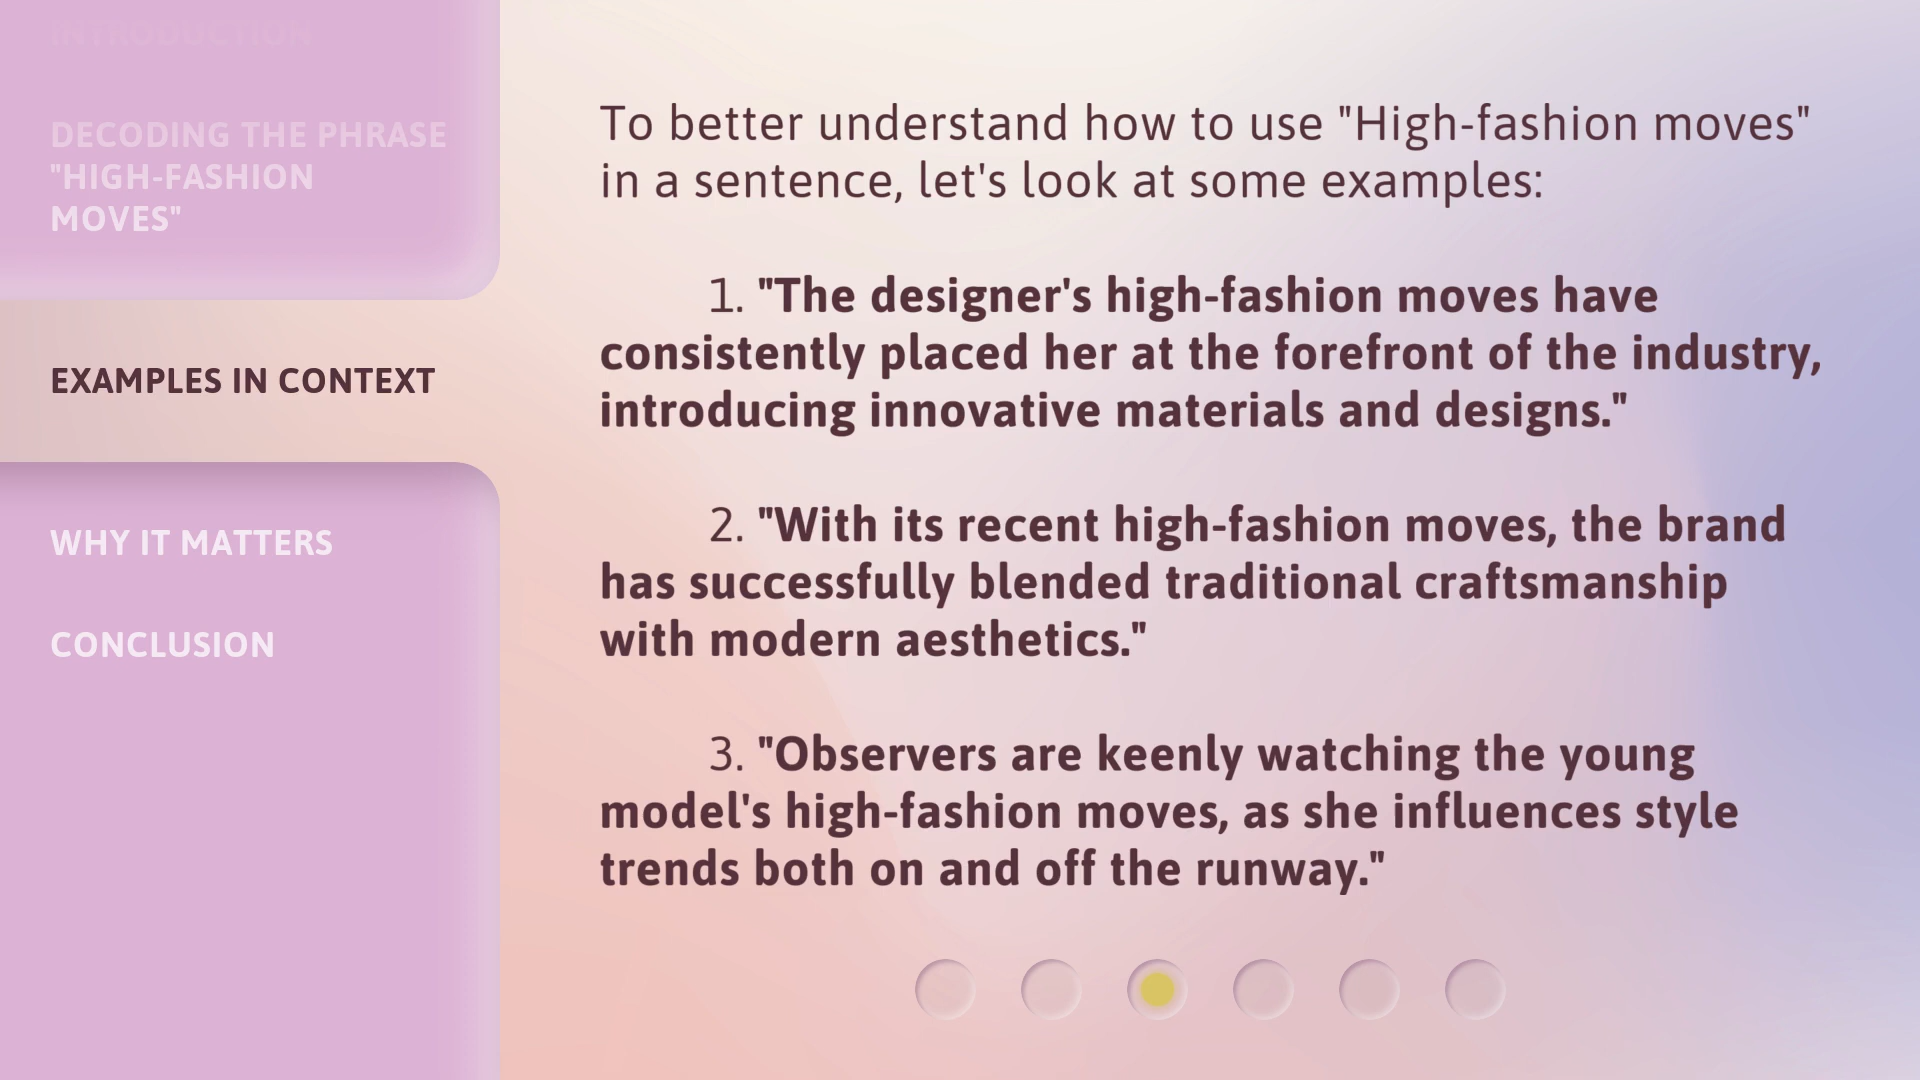 INTRODUCTION
DECODING THE PHRASE
"HIGH-FASHION
MOVES"
EXAMPLES IN CONTEXT
WHY IT MATTERS
CONCLUSION
To better understand how to use "High-fashion moves"
in a sentence, let's look at some examples:
1. "The designer's high-fashion moves have
consistently placed her at the forefront of the industry,
introducing innovative materials and designs."
2. "With its recent high-fashion moves, the brand
has successfully blended traditional craftsmanship
with modern aesthetics."
3. "Observers are keenly watching the young
model's high-fashion moves, as she influences style
trends both on and off the runway."